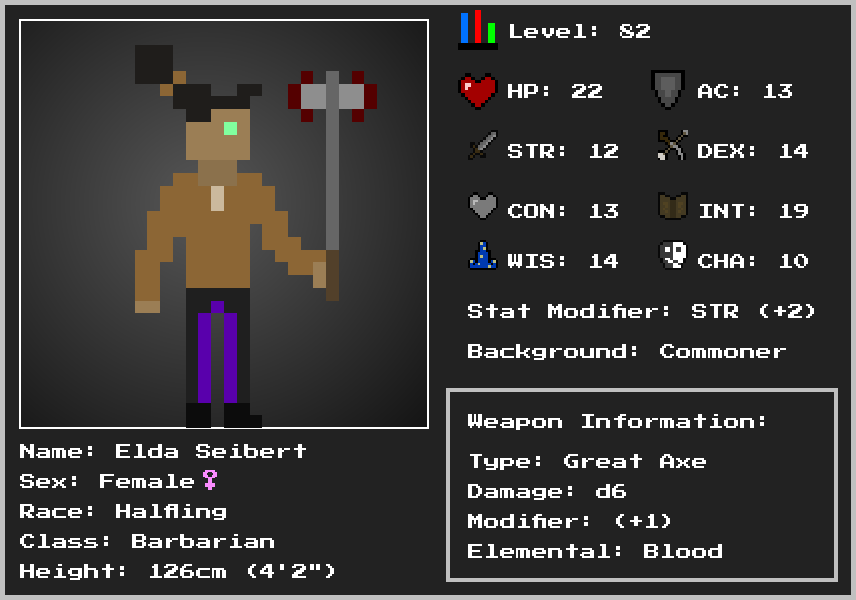 Level: 82
HP: 22 AC: 13
STR: 12 DEX: 14
CON: 13 INT: 19
WIS: 14 CHA: 10
Stat Modifier: STR (+2)
Background: Commoner
Weapon Information:
Type: Great Axe
Damage: d6
Modifier: (+1)
Elemental: Blood
Name: Elda Seibert
Sex: Female♀
Race: Halfling
Class: Barbarian
Height: 126cm (4'2")